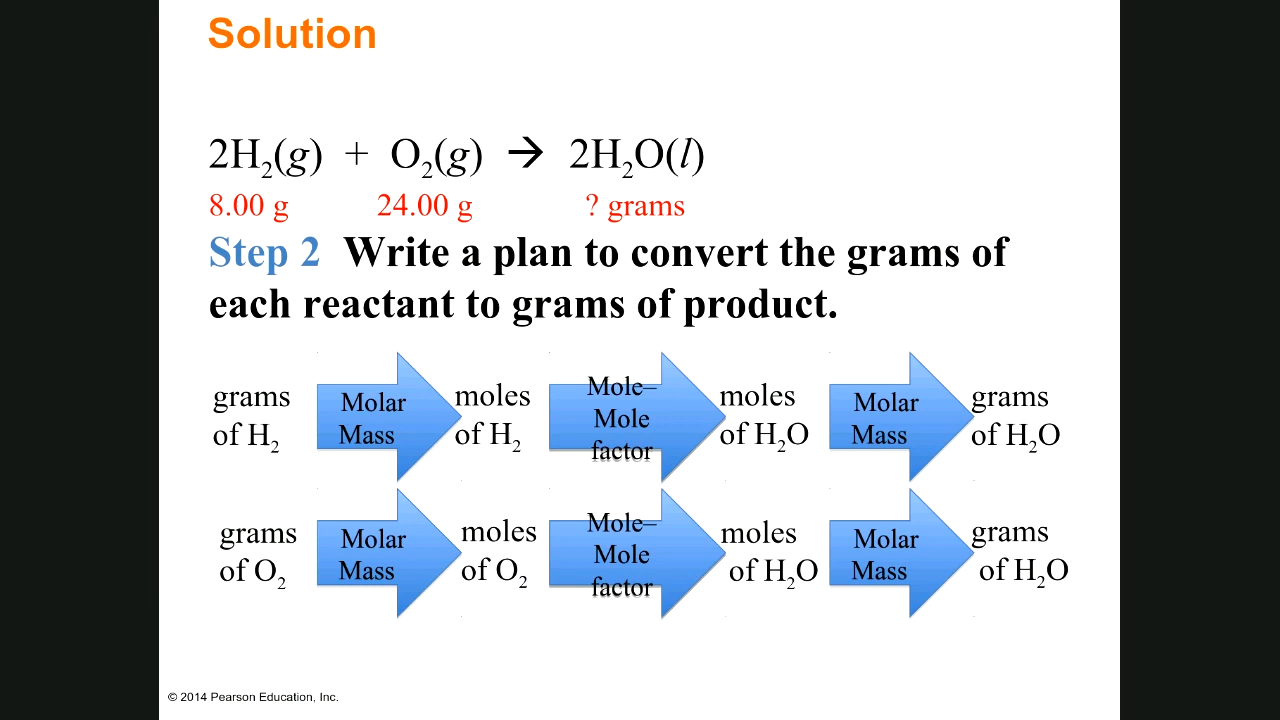 Solution
2H₂(g) + O₂(g) → 2H₂O(l)
8.00 g 24.00 g ? grams
Step 2 Write a plan to convert the grams of
each reactant to grams of product.
grams of H₂
Molar Mass
moles of H₂
Mole–Mole factor
moles of H₂O
Molar Mass
grams of H₂O
grams of O₂
Molar Mass
moles of O₂
Mole–Mole factor
moles of H₂O
Molar Mass
grams of H₂O
© 2014 Pearson Education, Inc.